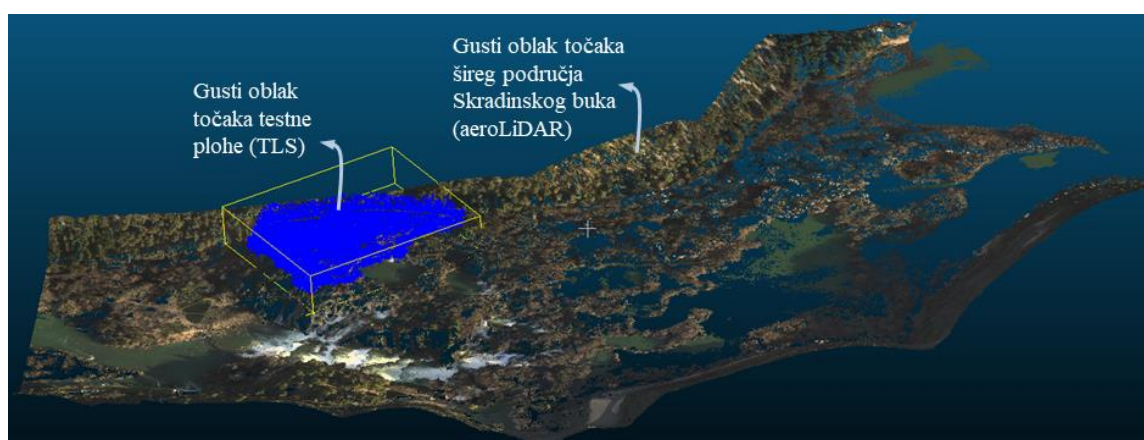 Gusti oblak
točaka testne
plohe (TLS)
Gusti oblak točaka
šireg područja
Skradinskog buka
(aeroLiDAR)